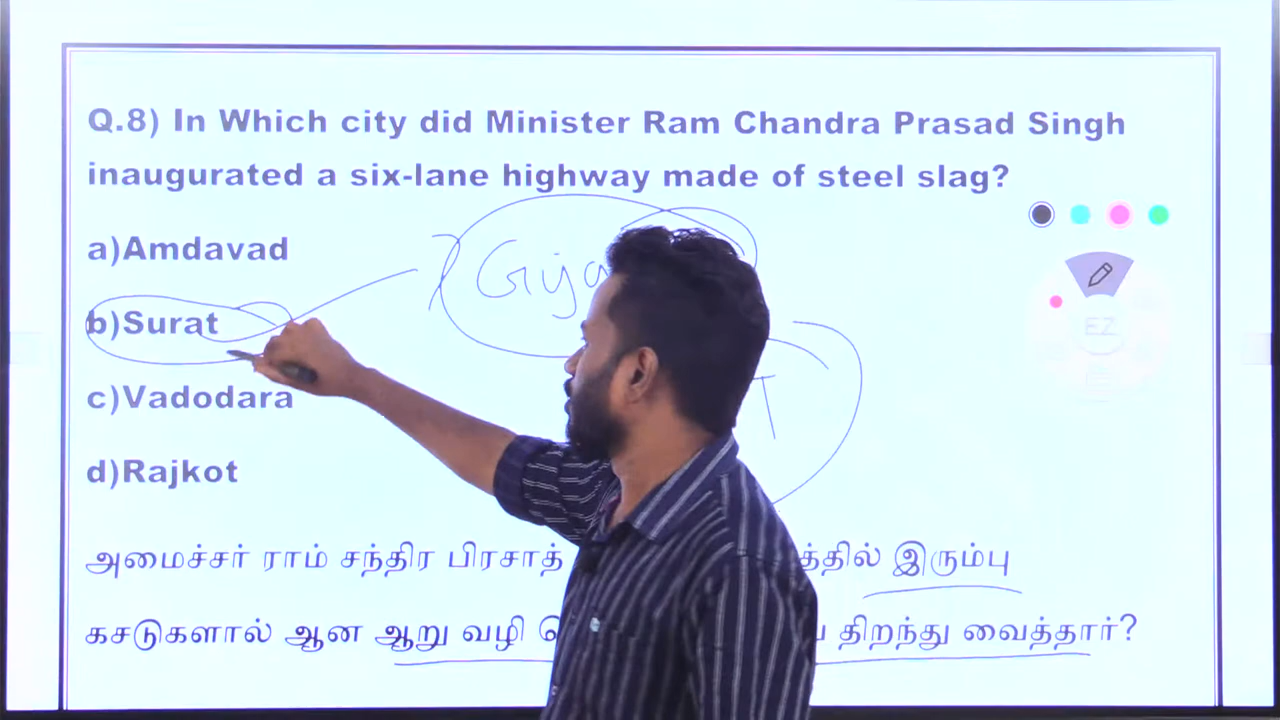 Q.8) In Which city did Minister Ram Chandra Prasad Singh
inaugurated a six-lane highway made of steel slag?
a)Amdavad
b)Surat
c)Vadodara
d)Rajkot
அமைச்சர் ராம் சந்திர பிரசாத் இரும்பு
கசடுகளால் ஆன ஆறு வழி திறந்து வைத்தார்?
EZ